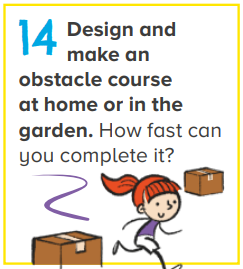 14 Design and
make an
obstacle course
at home or in the
garden. How fast can
you complete it?